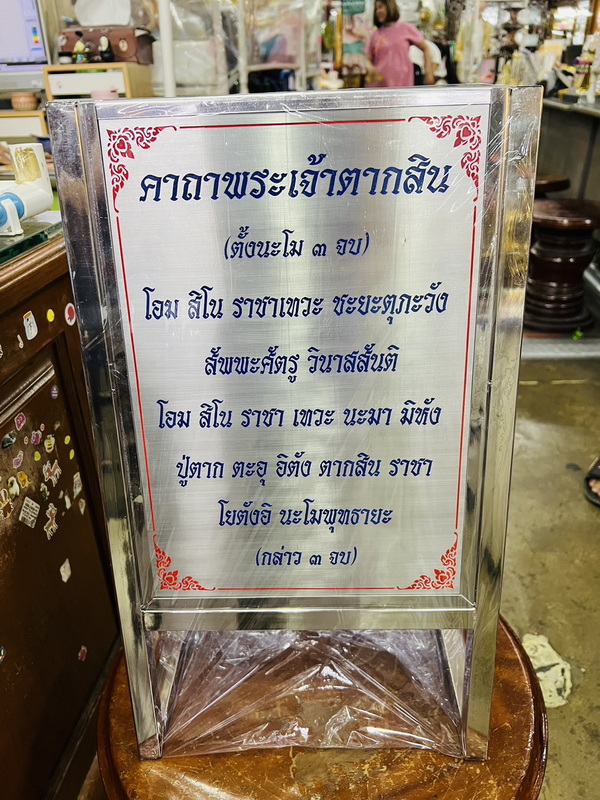 คาถาพระเจ้าตากสิน
(ตั้งนะโม ๓ จบ)
โอม สิโน ราชาเทวะ ชะยะตุภะวัง
สัพพะศัตรู วินาสสันติ
โอม สิโน ราชา เทวะ นะมา มิหัง
ปู่ตาก ตะอุ อิตัง ตากสิน ราชา
โยตังอิ นะโมพุทธายะ
(กล่าว ๓ จบ)